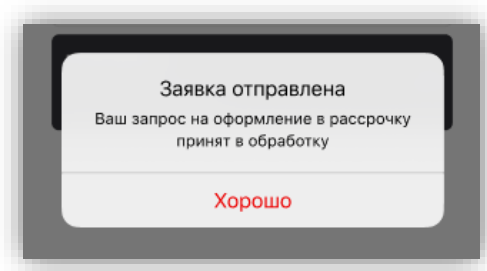 Заявка отправлена
Ваш запрос на оформление в рассрочку
принят в обработку
Хорошо